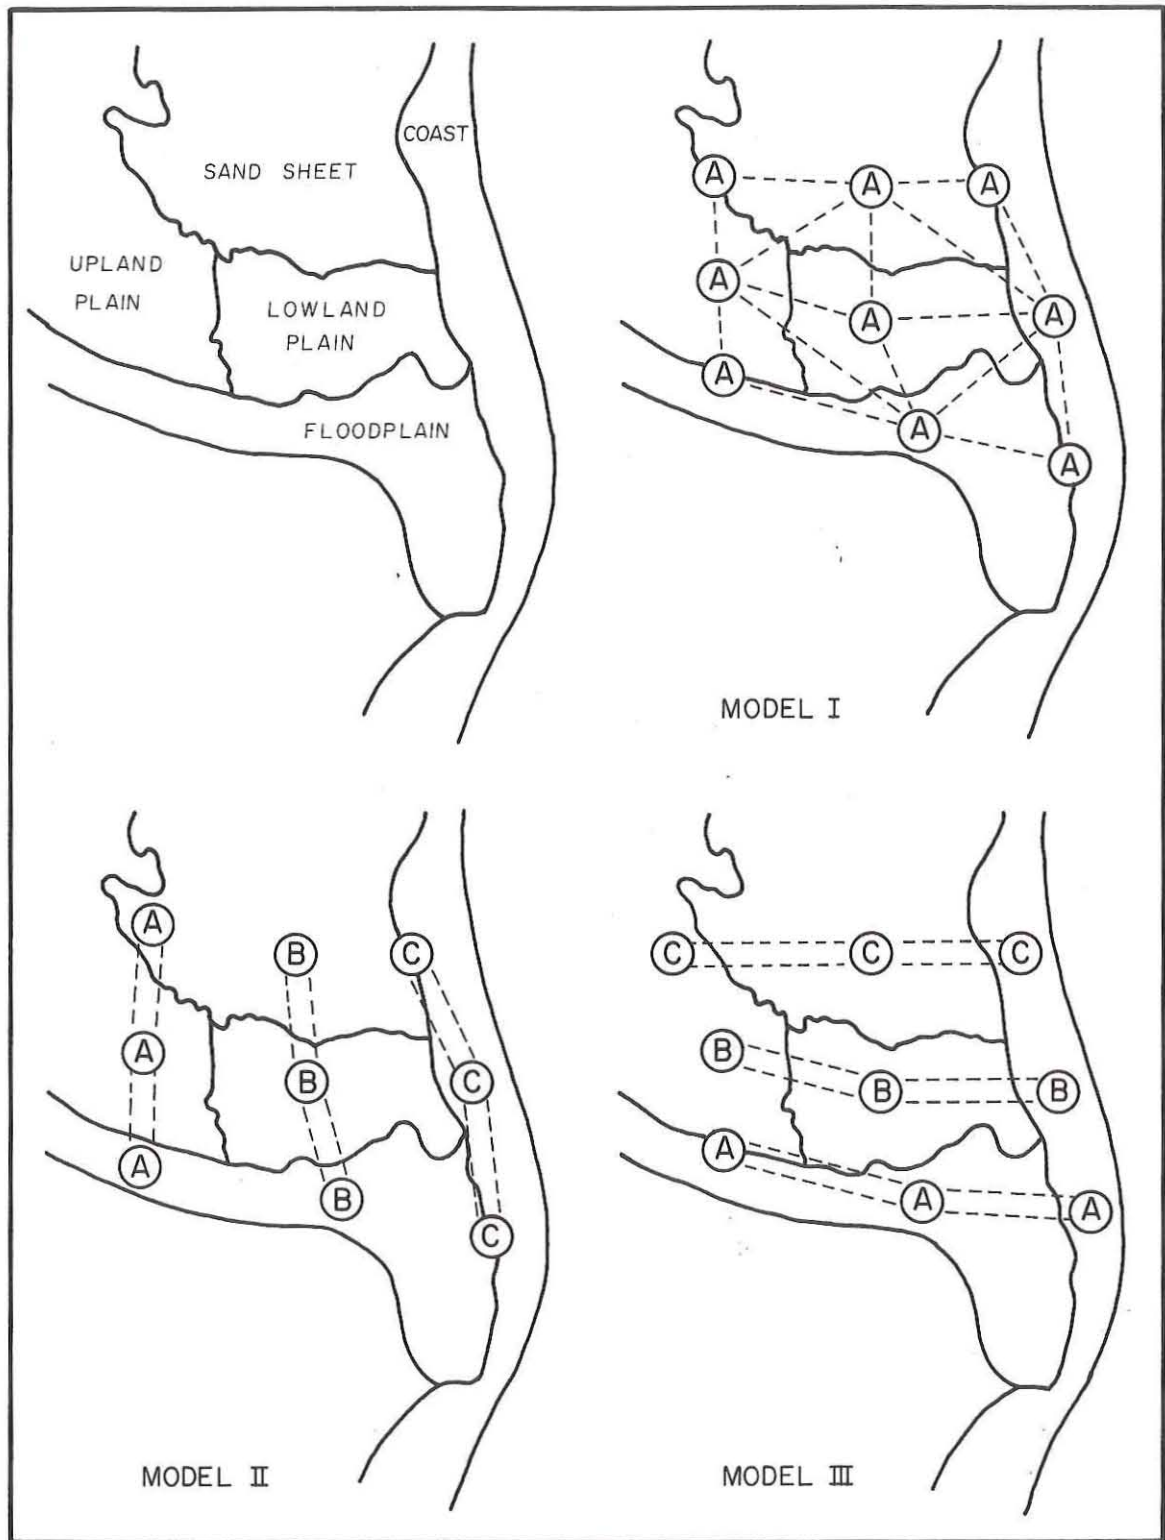 COAST
SAND SHEET
UPLAND
PLAIN
LOWLAND
PLAIN
FLOODPLAIN
A A A
A
A A
A
A
A
MODEL I
A
B C
A
B C
A
B
C
MODEL II
C C C
B
B B
A
A A
MODEL III